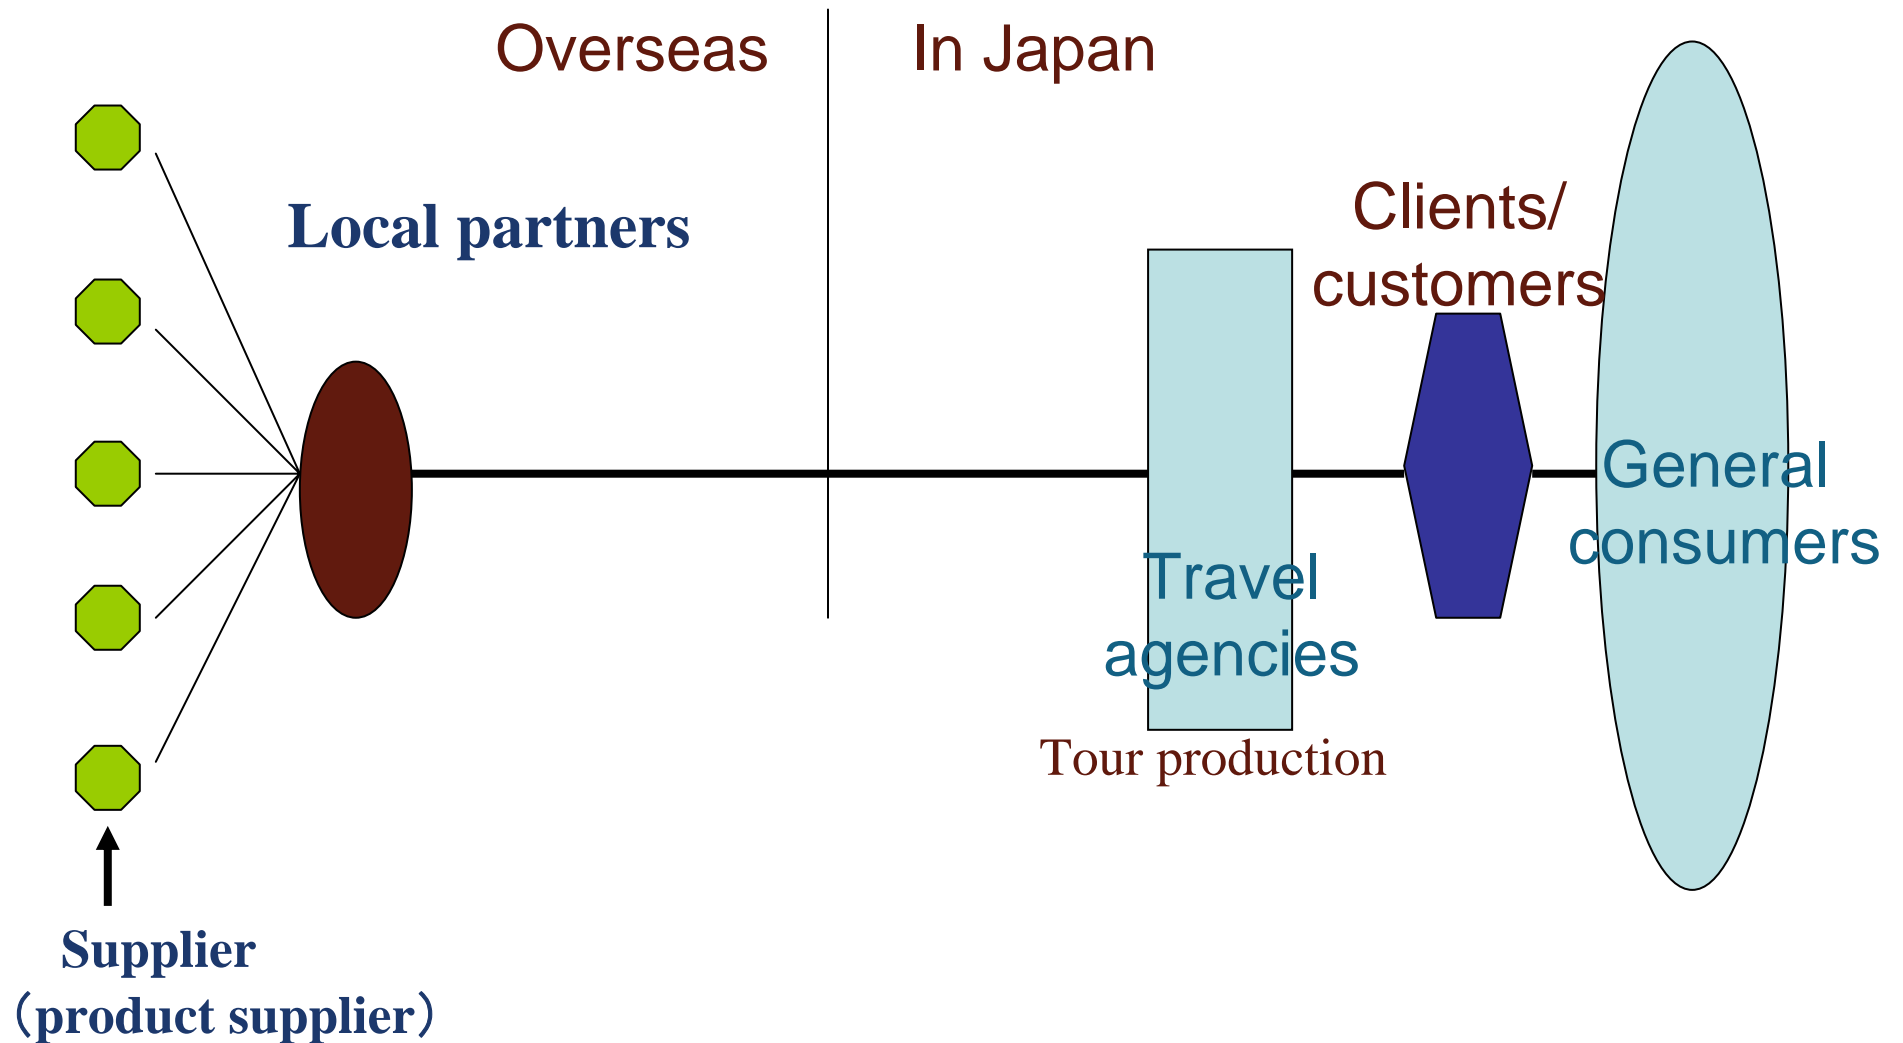 Overseas
In Japan
Local partners
Clients/
customers
General
consumers
Travel
agencies
Tour production
Supplier
（product supplier）